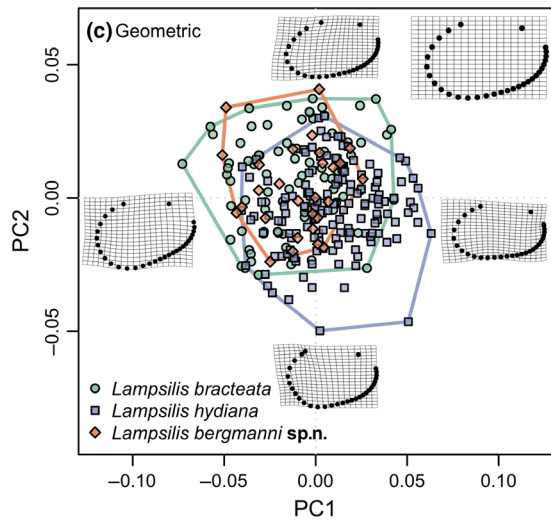 (c) Geometric
0.05
0.00
−0.05
PC2
Lampsilis bracteata
Lampsilis hydiana
Lampsilis bergmanni sp.n.
−0.10
−0.05
0.00
0.05
0.10
PC1